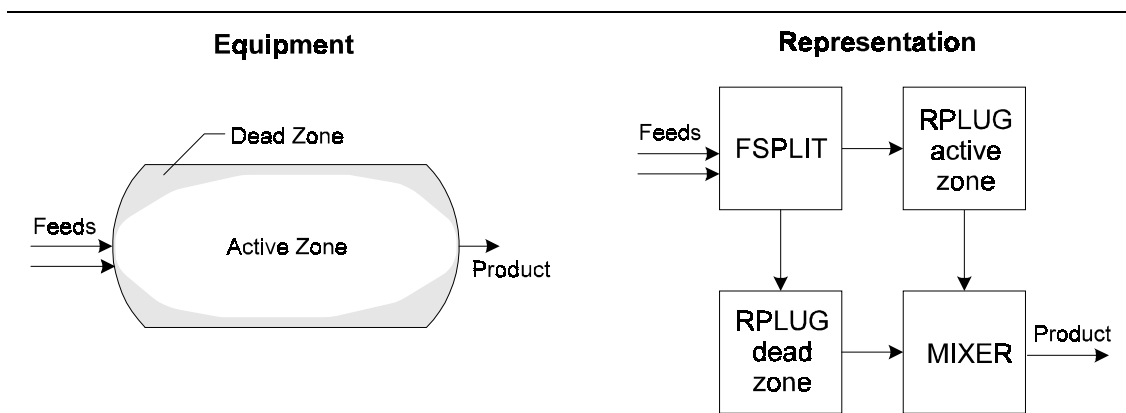 Equipment
Dead Zone
Feeds
Active Zone
Product
Representation
Feeds
FSPLIT
RPLUG
active
zone
RPLUG
dead
zone
MIXER
Product